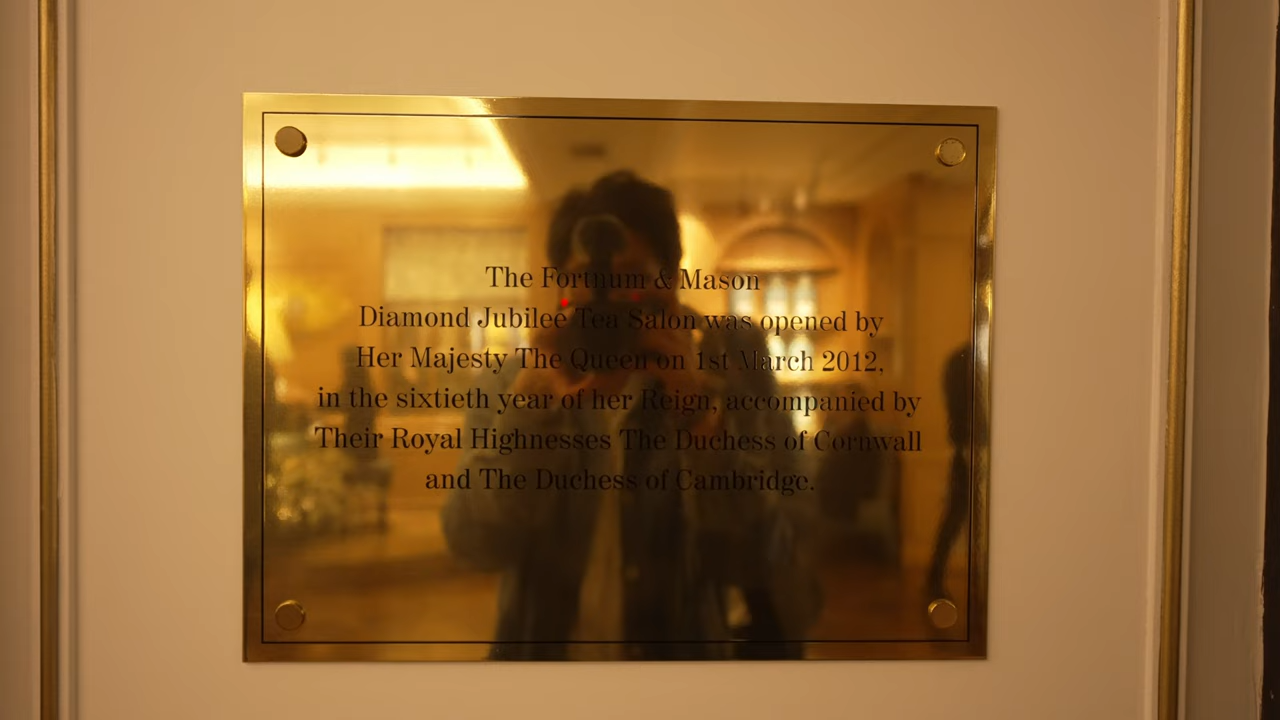 The Fortnum & Mason
Diamond Jubilee Tea Salon was opened by
Her Majesty The Queen on 1st March 2012,
in the sixtieth year of her Reign, accompanied by
Their Royal Highnesses The Duchess of Cornwall
and The Duchess of Cambridge.